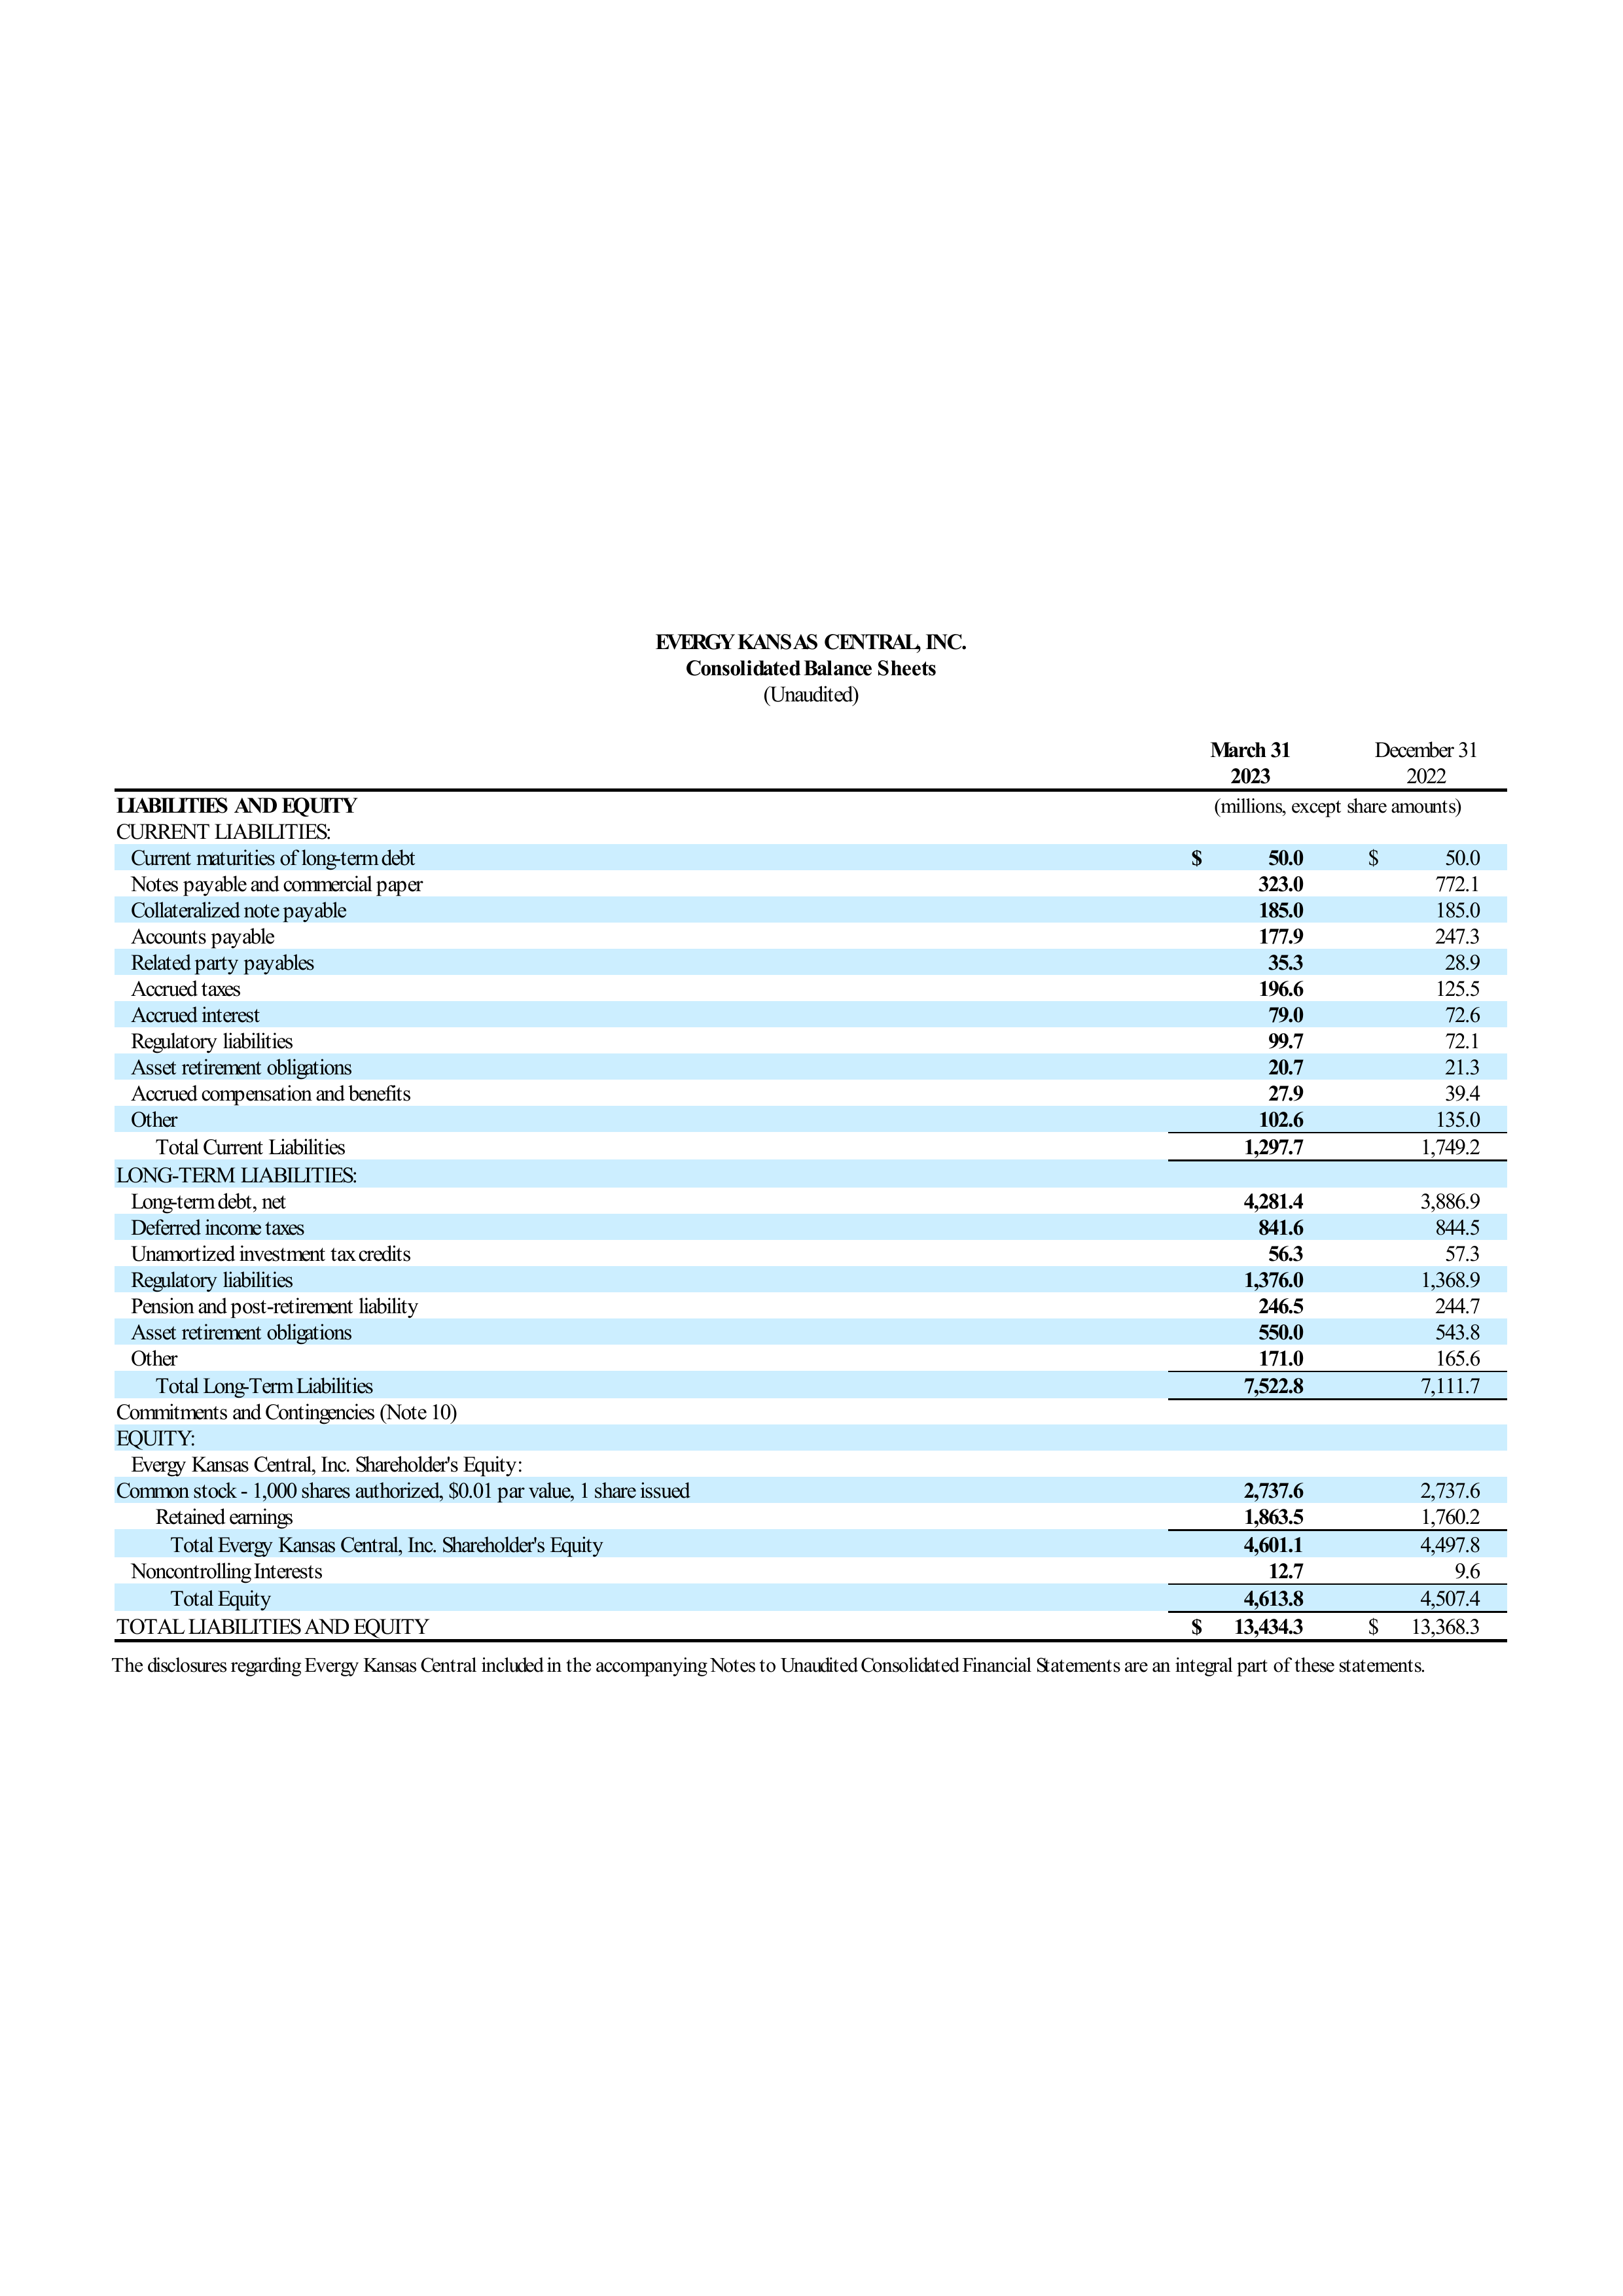 EVERGY KANSAS CENTRAL, INC.
Consolidated Balance Sheets
(Unaudited)
March 31 December 31
2023 2022
LIABILITIES AND EQUITY (millions, except share amounts)
CURRENT LIABILITIES:
Current maturities of long-term debt $ 50.0 $ 50.0
Notes payable and commercial paper 323.0 772.1
Collateralized note payable 185.0 185.0
Accounts payable 177.9 247.3
Related party payables 35.3 28.9
Accrued taxes 196.6 125.5
Accrued interest 79.0 72.6
Regulatory liabilities 99.7 72.1
Asset retirement obligations 20.7 21.3
Accrued compensation and benefits 27.9 39.4
Other 102.6 135.0
Total Current Liabilities 1,297.7 1,749.2
LONG-TERM LIABILITIES:
Long-term debt, net 4,281.4 3,886.9
Deferred income taxes 841.6 844.5
Unamortized investment tax credits 56.3 57.3
Regulatory liabilities 1,376.0 1,368.9
Pension and post-retirement liability 246.5 244.7
Asset retirement obligations 550.0 543.8
Other 171.0 165.6
Total Long-Term Liabilities 7,522.8 7,111.7
Commitments and Contingencies (Note 10)
EQUITY:
Evergy Kansas Central, Inc. Shareholder's Equity:
Common stock - 1,000 shares authorized, $0.01 par value, 1 share issued 2,737.6 2,737.6
Retained earnings 1,863.5 1,760.2
Total Evergy Kansas Central, Inc. Shareholder's Equity 4,601.1 4,497.8
Noncontrolling Interests 12.7 9.6
Total Equity 4,613.8 4,507.4
TOTAL LIABILITIES AND EQUITY $ 13,434.3 $ 13,368.3
The disclosures regarding Evergy Kansas Central included in the accompanying Notes to Unaudited Consolidated Financial Statements are an integral part of these statements.